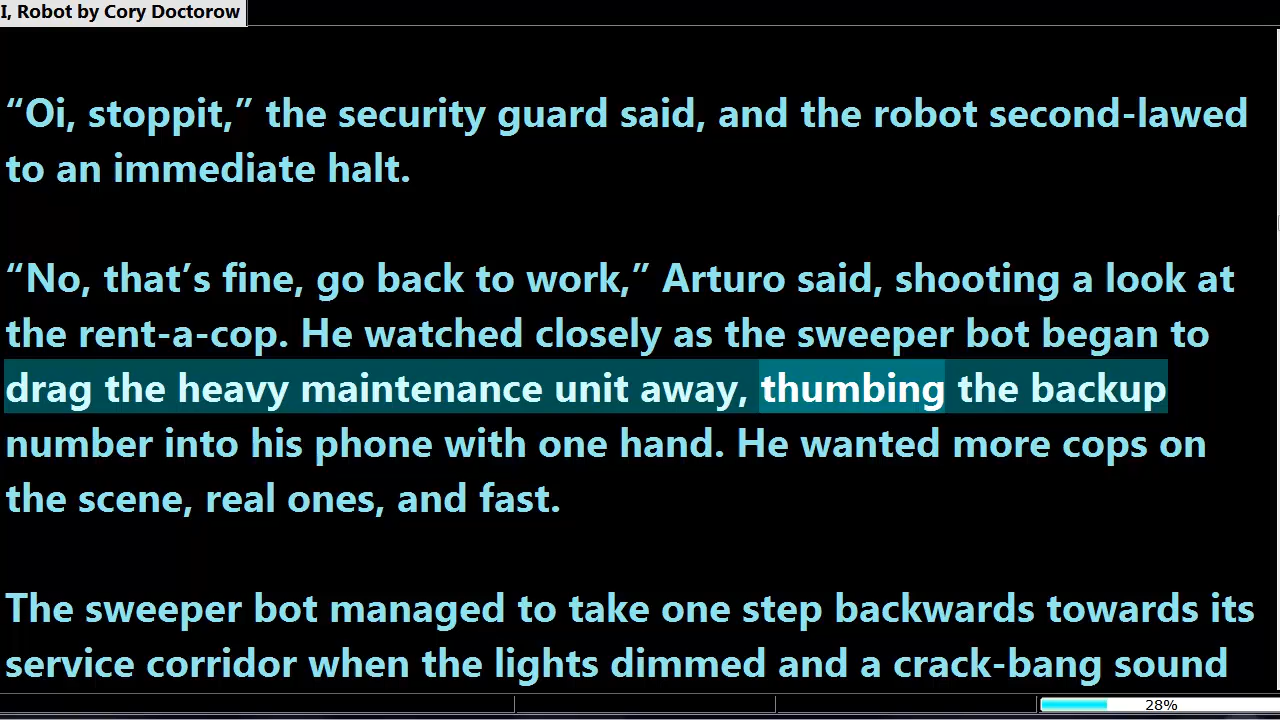 I, Robot by Cory Doctorow
“Oi, stoppit,” the security guard said, and the robot second-lawed
to an immediate halt.
“No, that’s fine, go back to work,” Arturo said, shooting a look at
the rent-a-cop. He watched closely as the sweeper bot began to
drag the heavy maintenance unit away, thumbing the backup
number into his phone with one hand. He wanted more cops on
the scene, real ones, and fast.
The sweeper bot managed to take one step backwards towards its
service corridor when the lights dimmed and a crack-bang sound
28%